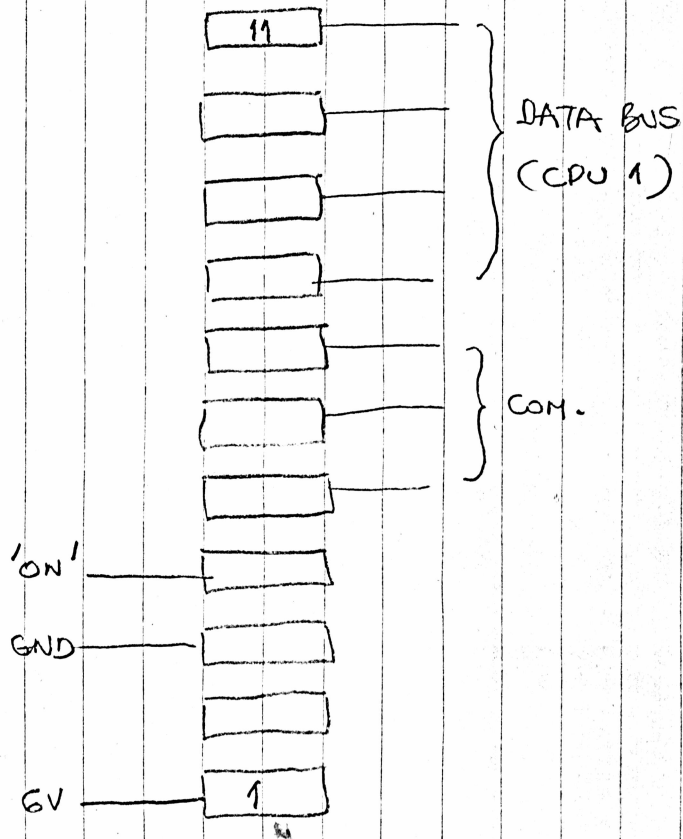 11
DATA BUS
(CPU 1)
COM.
'ON'
GND
6V
1